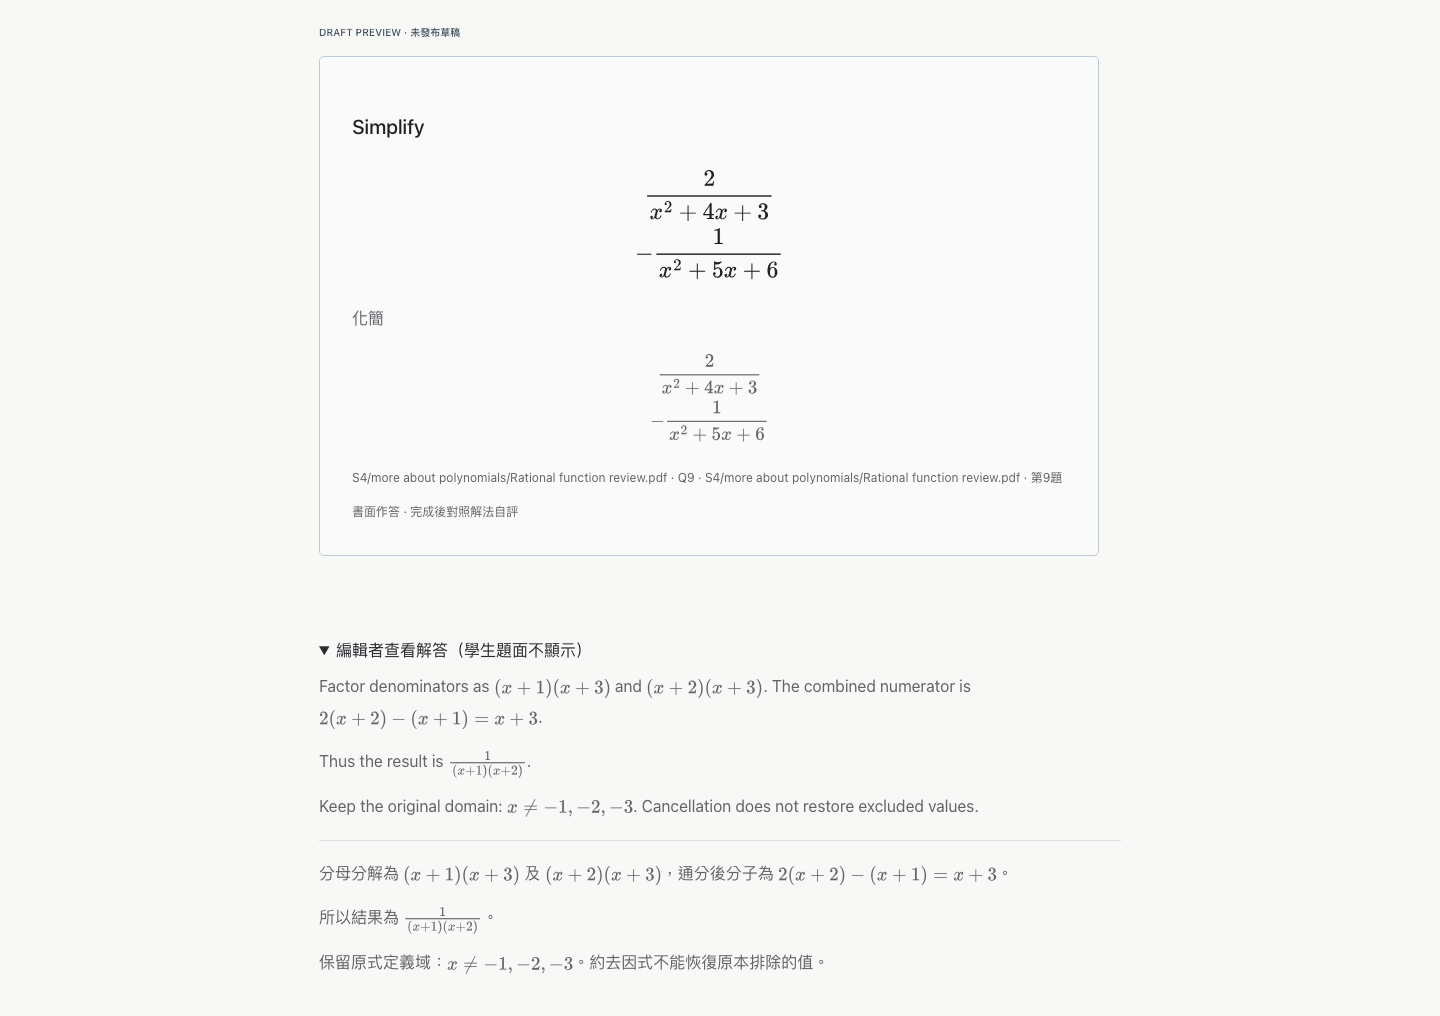 DRAFT PREVIEW · 未發布草稿
Simplify
2
x² + 4x + 3
1
−
x² + 5x + 6
化簡
2
x² + 4x + 3
1
−
x² + 5x + 6
S4/more about polynomials/Rational function review.pdf · Q9 · S4/more about polynomials/Rational function review.pdf · 第9題
書面作答 · 完成後對照解法自評
▼ 編輯者查看解答（學生題面不顯示）
Factor denominators as (x + 1)(x + 3) and (x + 2)(x + 3). The combined numerator is
2(x + 2) − (x + 1) = x + 3.
Thus the result is 1/((x+1)(x+2)).
Keep the original domain: x ≠ −1, −2, −3. Cancellation does not restore excluded values.
分母分解為 (x + 1)(x + 3) 及 (x + 2)(x + 3)，通分後分子為 2(x + 2) − (x + 1) = x + 3。
所以結果為 1/((x+1)(x+2))。
保留原式定義域：x ≠ −1, −2, −3。約去因式不能恢復原本排除的值。